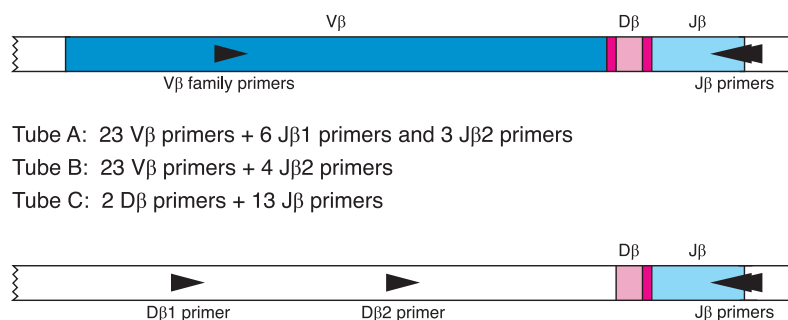 Vβ Dβ Jβ
Vβ family primers Jβ primers
Tube A: 23 Vβ primers + 6 Jβ1 primers and 3 Jβ2 primers
Tube B: 23 Vβ primers + 4 Jβ2 primers
Tube C: 2 Dβ primers + 13 Jβ primers
Dβ Jβ
Dβ1 primer Dβ2 primer Jβ primers